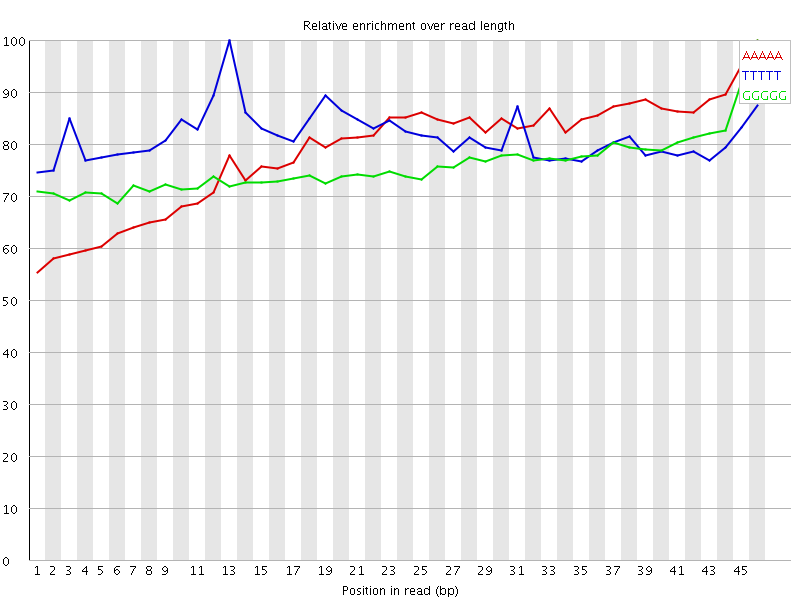 Relative enrichment over read length
100
90
80
70
60
50
40
30
20
10
0
AAAAA
TTTTT
GGGGG
1 2 3 4 5 6 7 8 9 11 13 15 17 19 21 23 25 27 29 31 33 35 37 39 41 43 45
Position in read (bp)